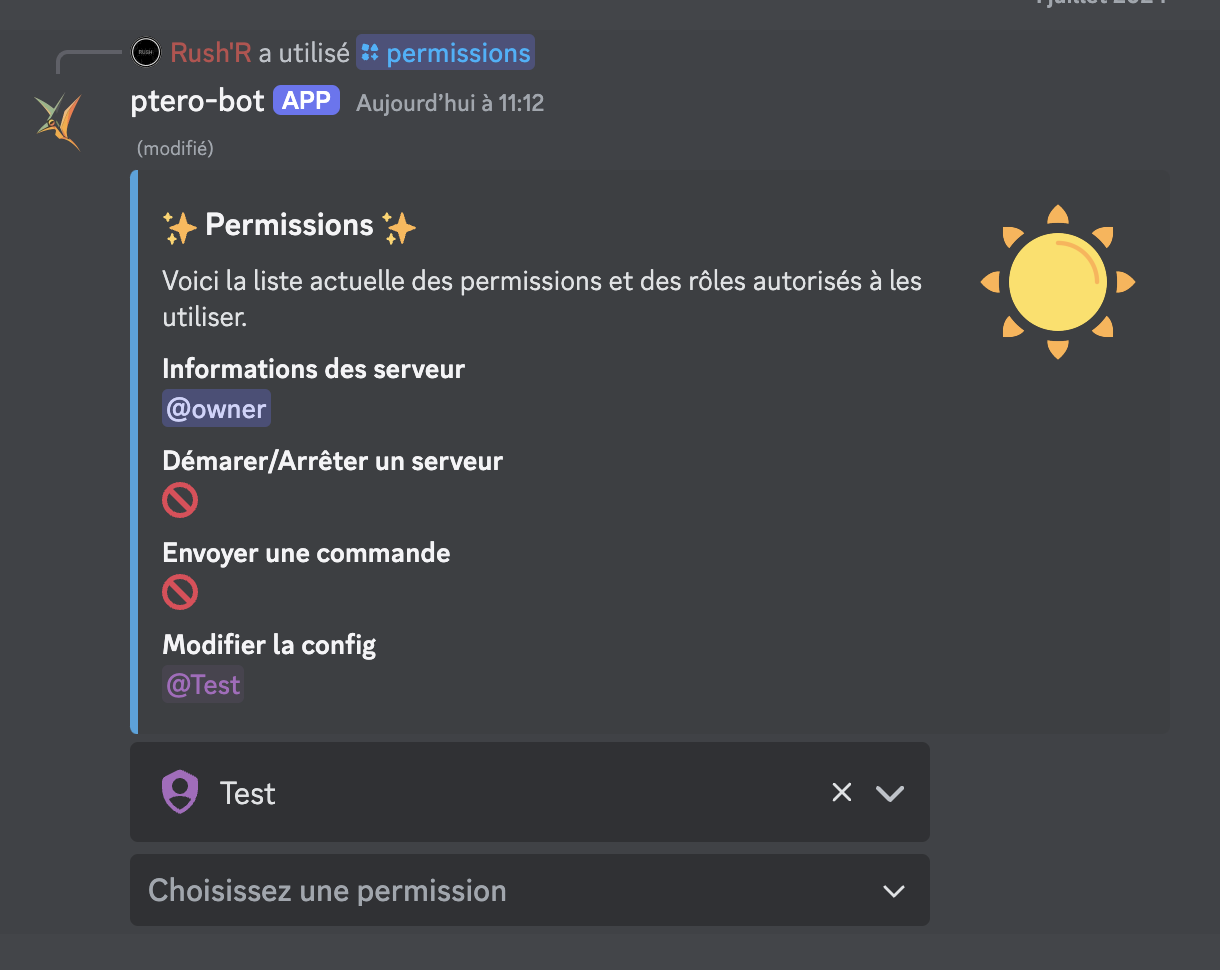 Rush'R a utilisé permissions
ptero-bot APP Aujourd’hui à 11:12
(modifié)
Permissions
Voici la liste actuelle des permissions et des rôles autorisés à les
utiliser.
Informations des serveur
@owner
Démarer/Arrêter un serveur
Envoyer une commande
Modifier la config
@Test
Test
Choisissez une permission